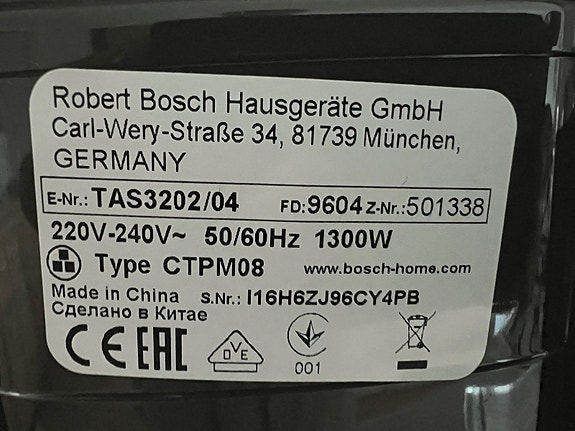 Robert Bosch Hausgeräte GmbH
Carl-Wery-Straße 34, 81739 München,
GERMANY
E-Nr.: TAS3202/04 FD: 9604 Z-Nr.: 501338
220V-240V~ 50/60Hz 1300W
Type CTPM08 www.bosch-home.com
Made in China S.Nr.: I16H6ZJ96CY4PB
Сделано в Китае
CE EAC DVE 001